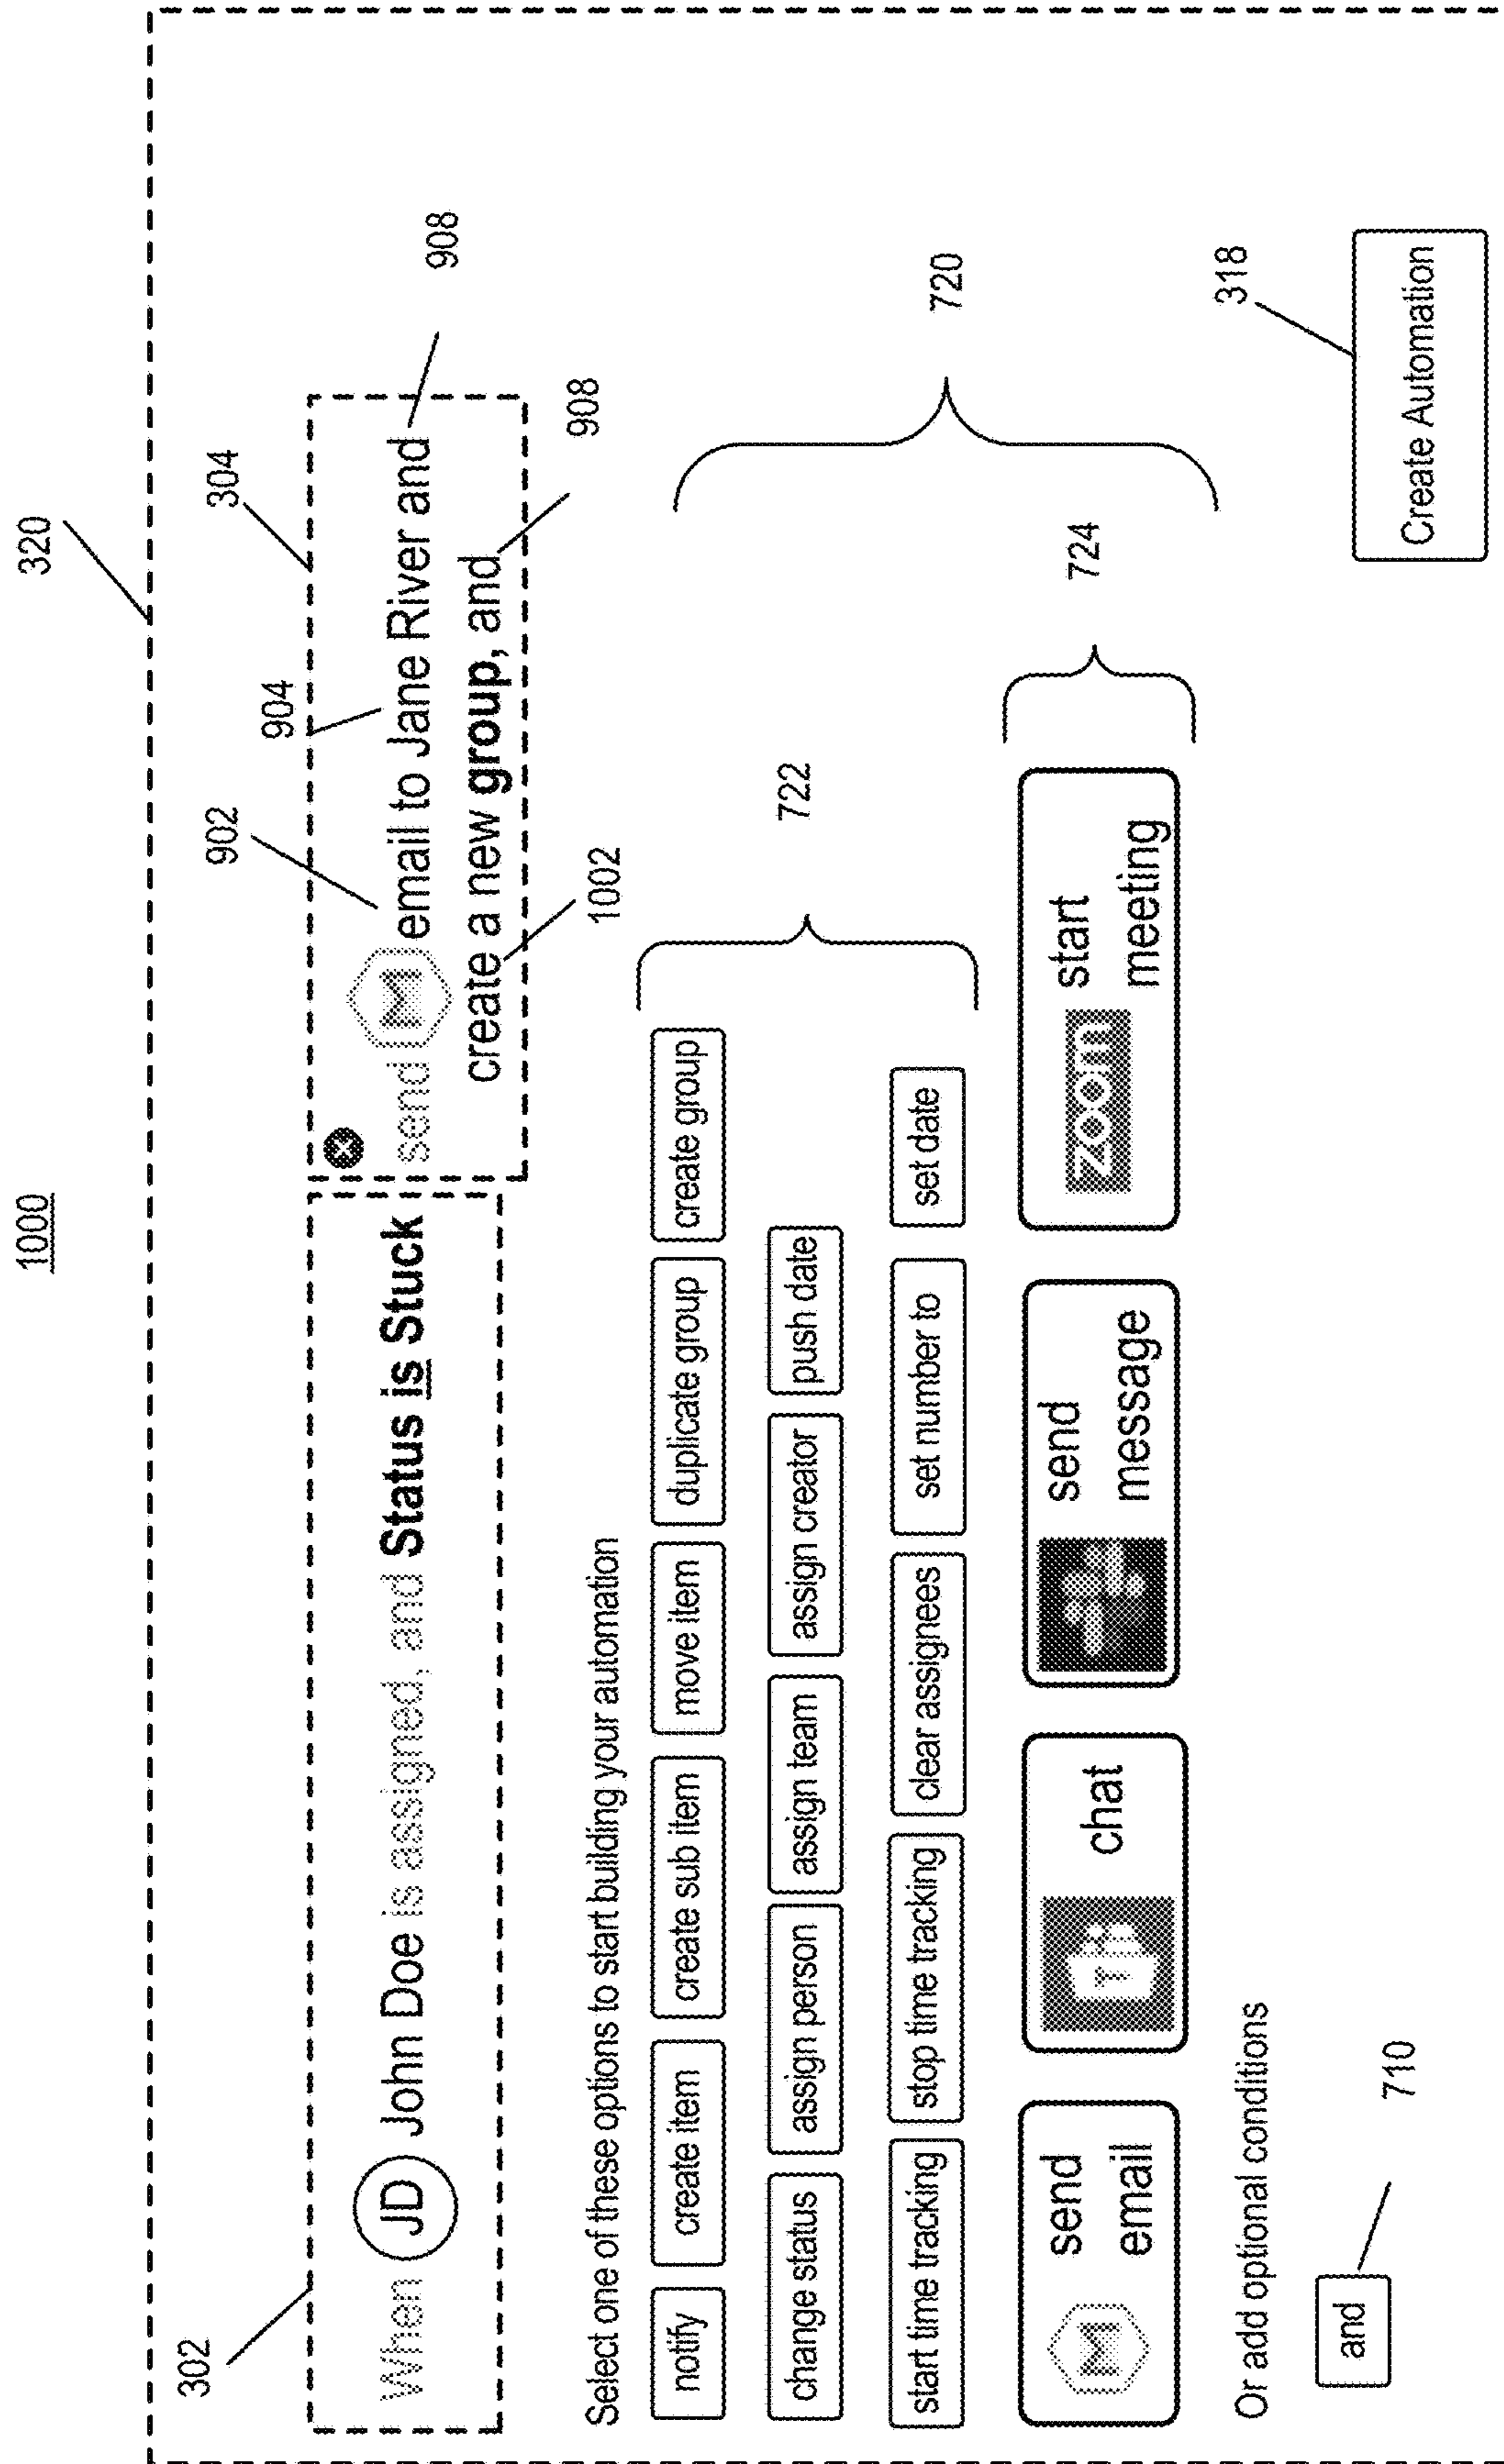 1000
320
302
902
904
304
908
When JD John Doe is assigned, and Status is Stuck
send M email to Jane River and
create a new group, and
1002
908
Select one of these options to start building your automation
notify
create item
create sub item
move item
duplicate group
create group
change status
assign person
assign team
assign creator
push date
start time tracking
stop time tracking
clear assignees
set number to
set date
722
720
send email
T chat
send message
zoom start meeting
724
Or add optional conditions
and
710
318
Create Automation